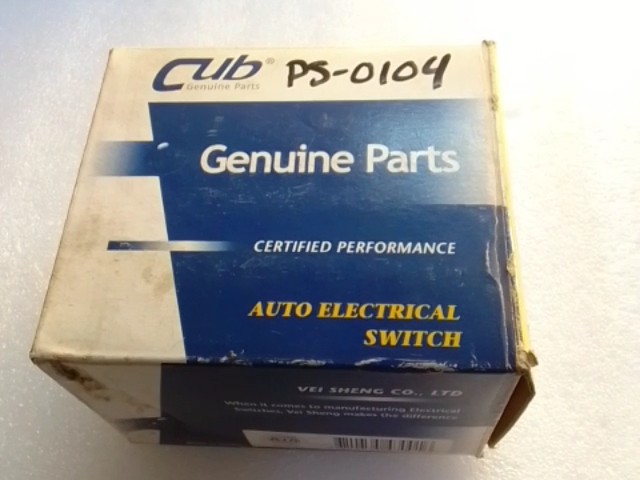 Cub® PS-0104
Genuine Parts
Genuine Parts
CERTIFIED PERFORMANCE
AUTO ELECTRICAL
SWITCH
VEI SHENG CO., LTD
When it comes to manufacturing Electrical
Switches, Vei Sheng makes the difference